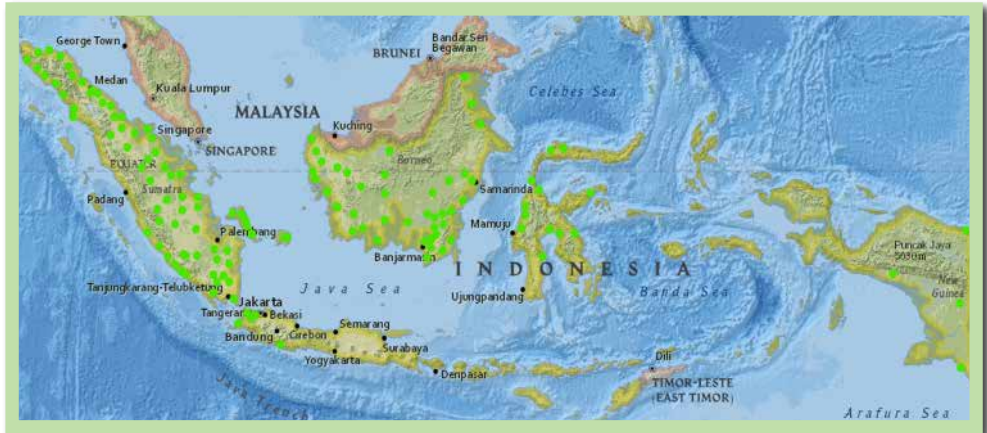 George Town
Medan
Kuala Lumpur
MALAYSIA
Singapore
SINGAPORE
BRUNEI
Bandar Seri
Begawan
Celebes Sea
Kuching
Borneo
EQUATOR
Sumatra
Padang
Samarinda
Palembang
Mamuju
Banjarmasin
Puncak Jaya
5030 m
New
Guinea
INDONESIA
Tanjungkarang-Telubketung
Java Sea
Ujungpandang
Banda Sea
Jakarta
Tangerang
Bekasi
Bandung
Cirebon
Semarang
Surabaya
Yogyakarta
Denpasar
Dili
TIMOR-LESTE
(EAST TIMOR)
Java Trench
Arafura Sea